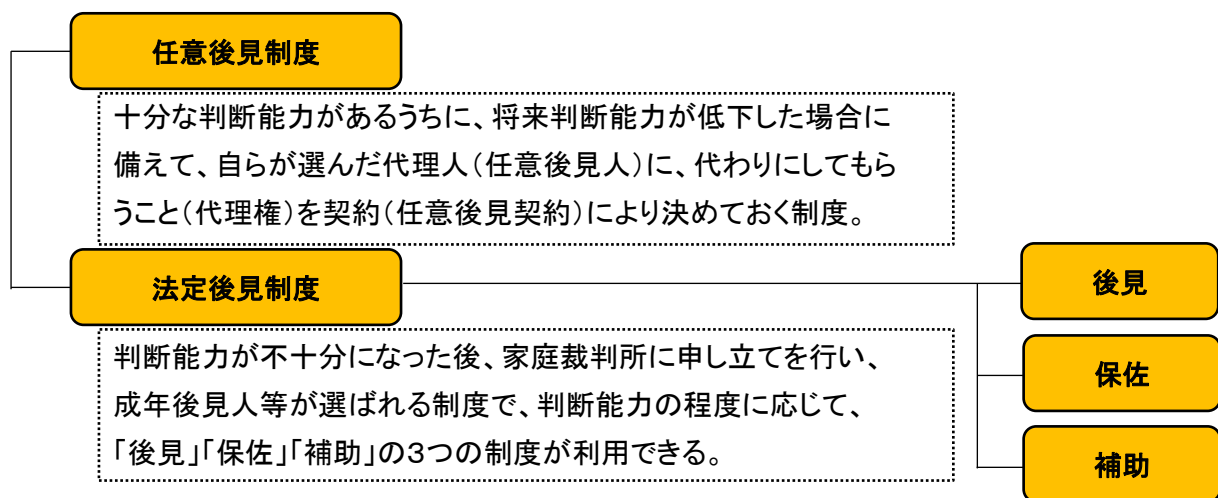 任意後見制度
十分な判断能力があるうちに、将来判断能力が低下した場合に
備えて、自らが選んだ代理人（任意後見人）に、代わりにしてもら
うこと（代理権）を契約（任意後見契約）により決めておく制度。
法定後見制度
判断能力が不十分になった後、家庭裁判所に申し立てを行い、
成年後見人等が選ばれる制度で、判断能力の程度に応じて、
「後見」「保佐」「補助」の３つの制度が利用できる。
後見
保佐
補助